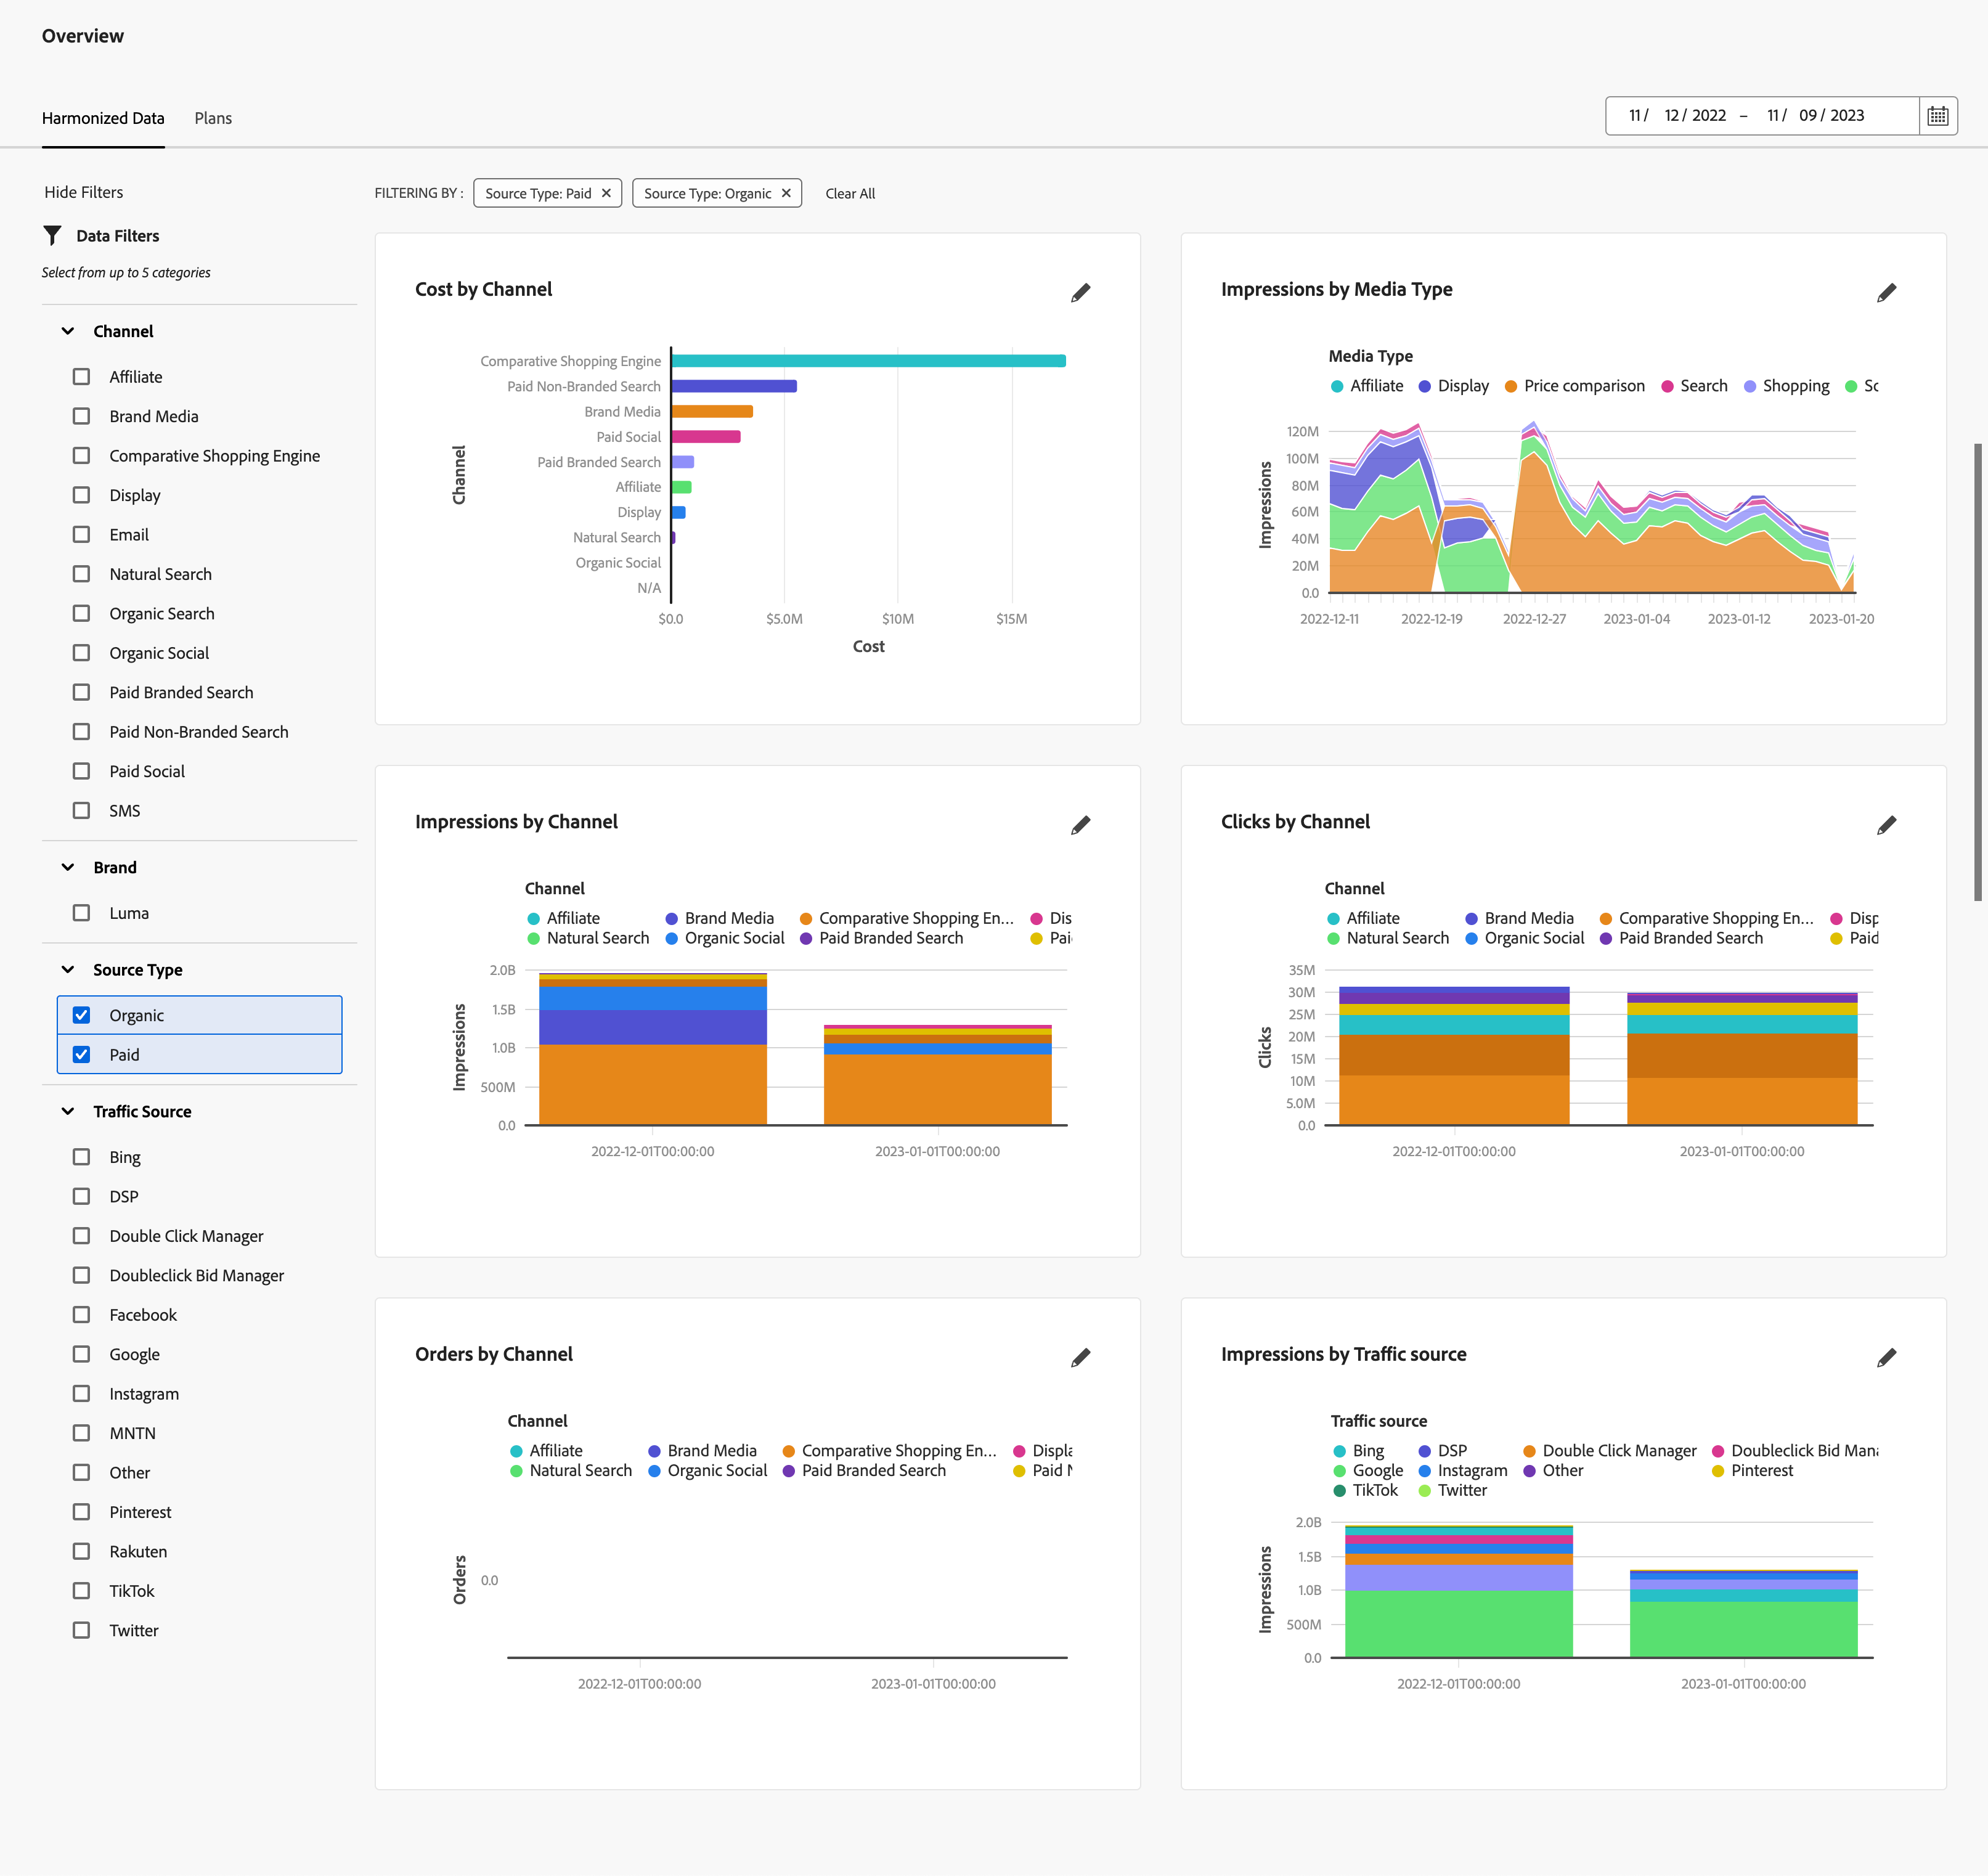 Overview
Harmonized Data
Plans
11 / 12 / 2022 – 11 / 09 / 2023
Hide Filters
Data Filters
Select from up to 5 categories
Channel
Affiliate
Brand Media
Comparative Shopping Engine
Display
Email
Natural Search
Organic Search
Organic Social
Paid Branded Search
Paid Non-Branded Search
Paid Social
SMS
Brand
Luma
Source Type
Organic
Paid
Traffic Source
Bing
DSP
Double Click Manager
Doubleclick Bid Manager
Facebook
Google
Instagram
MNTN
Other
Pinterest
Rakuten
TikTok
Twitter
FILTERING BY :
Source Type: Paid
Source Type: Organic
Clear All
Cost by Channel
Channel
Comparative Shopping Engine
Paid Non-Branded Search
Brand Media
Paid Social
Paid Branded Search
Affiliate
Display
Natural Search
Organic Social
N/A
$0.0 $5.0M $10M $15M
Cost
Impressions by Media Type
Media Type
Affiliate Display Price comparison Search Shopping Sc
Impressions
120M
100M
80M
60M
40M
20M
0.0
2022-12-11 2022-12-19 2022-12-27 2023-01-04 2023-01-12 2023-01-20
Impressions by Channel
Channel
Affiliate Brand Media Comparative Shopping En... Dis
Natural Search Organic Social Paid Branded Search Pai
Impressions
2.0B
1.5B
1.0B
500M
0.0
2022-12-01T00:00:00 2023-01-01T00:00:00
Clicks by Channel
Channel
Affiliate Brand Media Comparative Shopping En... Disp
Natural Search Organic Social Paid Branded Search Paid
Clicks
35M
30M
25M
20M
15M
10M
5.0M
0.0
2022-12-01T00:00:00 2023-01-01T00:00:00
Orders by Channel
Channel
Affiliate Brand Media Comparative Shopping En... Displa
Natural Search Organic Social Paid Branded Search Paid N
Orders
0.0
2022-12-01T00:00:00 2023-01-01T00:00:00
Impressions by Traffic source
Traffic source
Bing DSP Double Click Manager Doubleclick Bid Mana
Google Instagram Other Pinterest
TikTok Twitter
Impressions
2.0B
1.5B
1.0B
500M
0.0
2022-12-01T00:00:00 2023-01-01T00:00:00